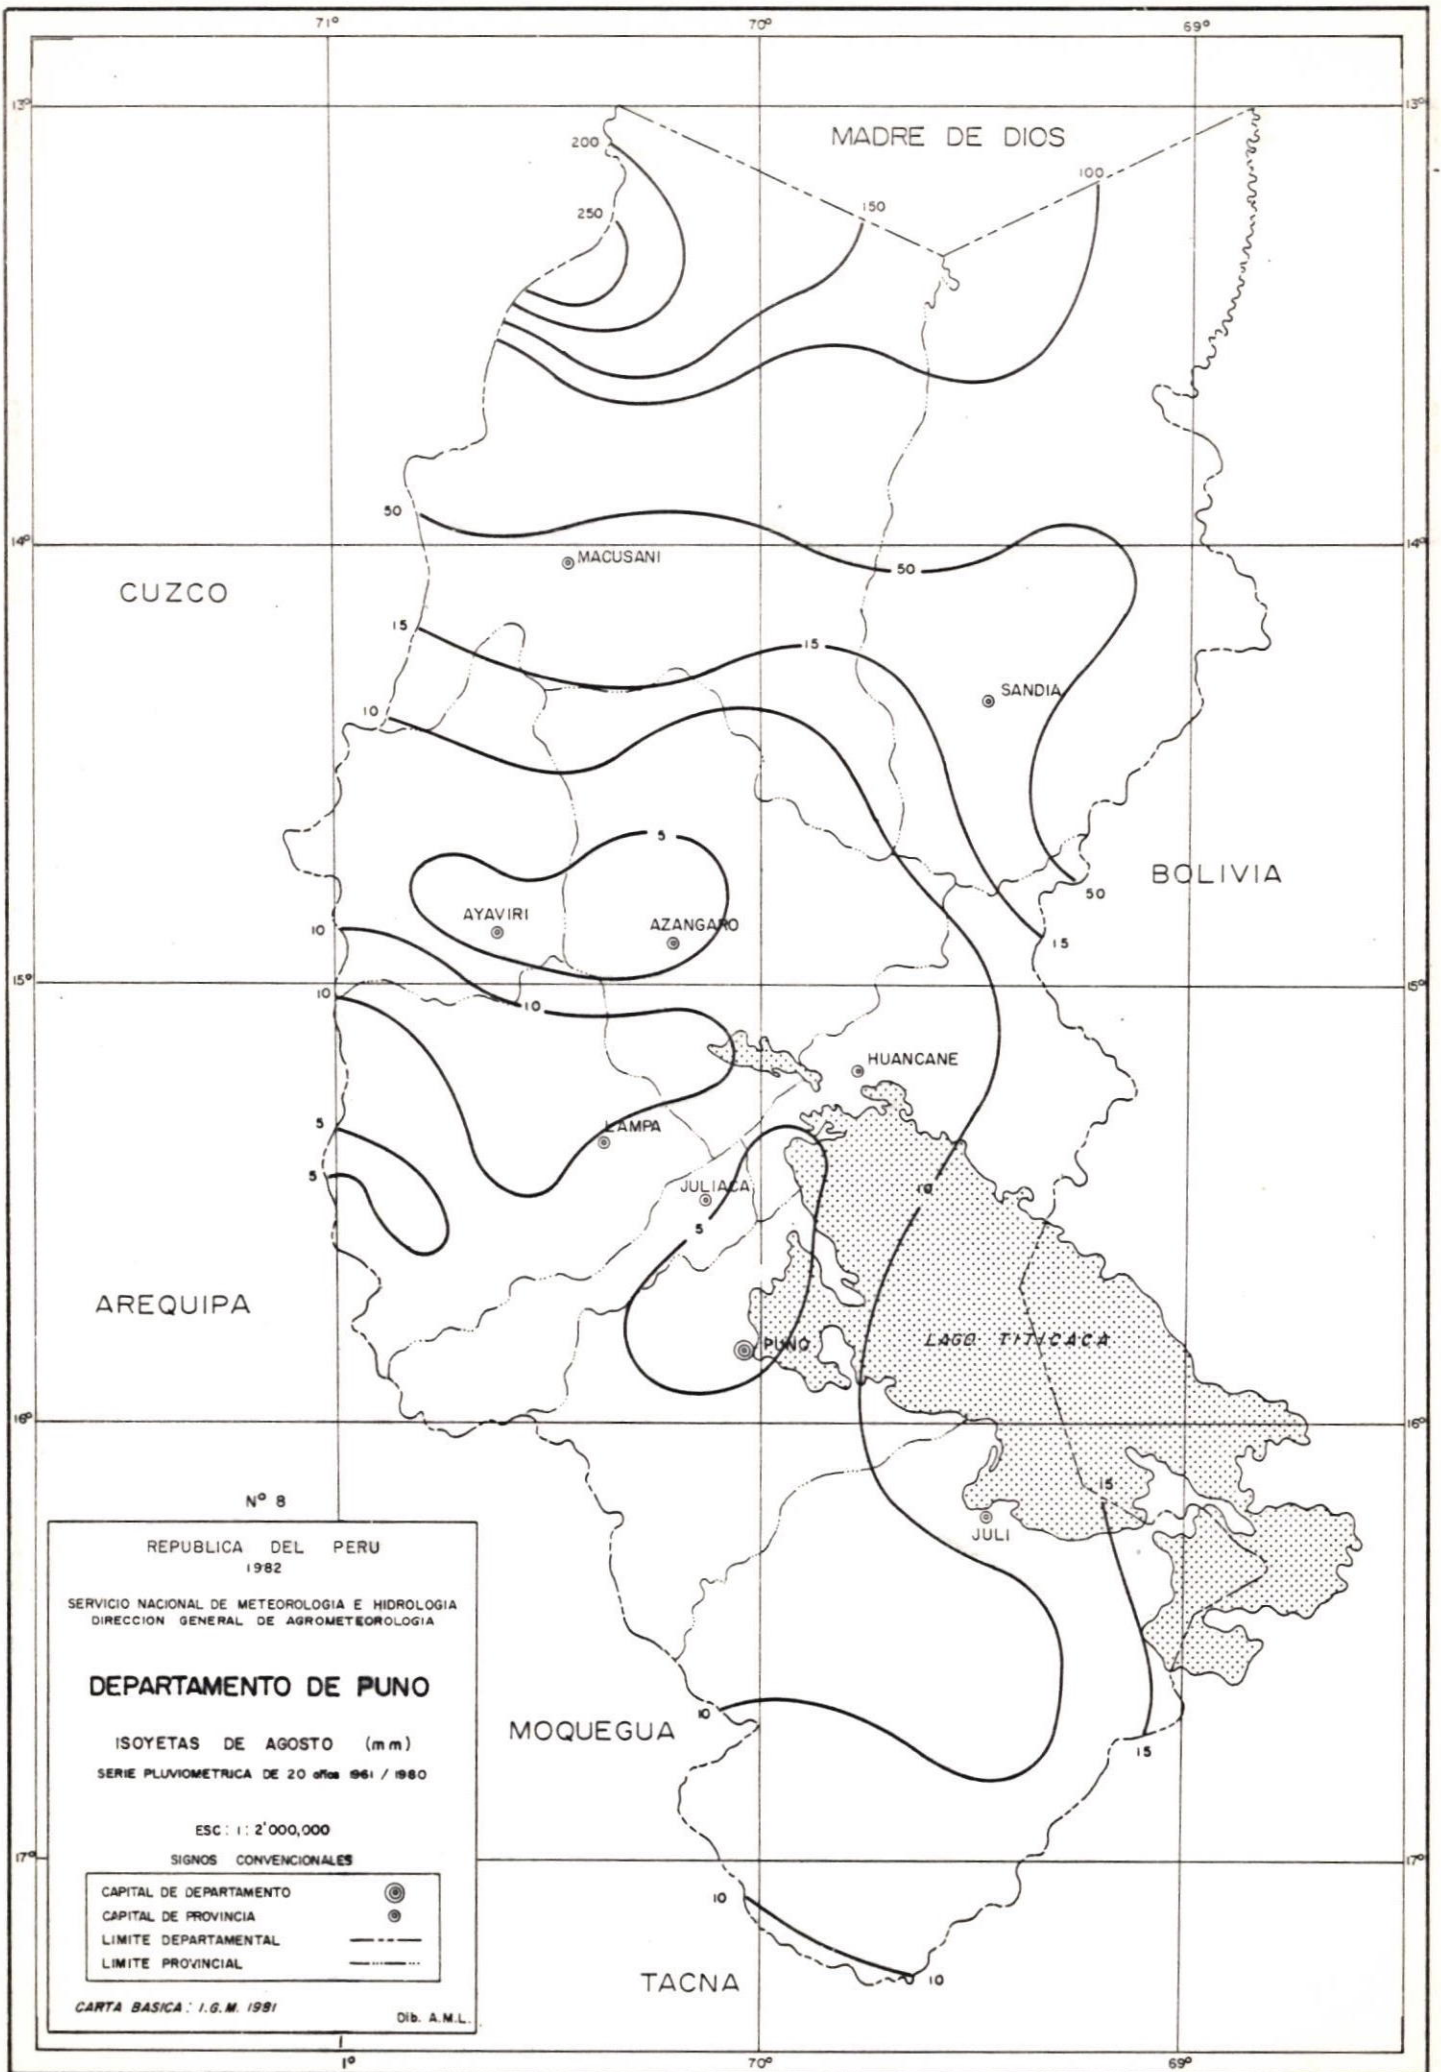 71° 70° 69°
13° 13°
MADRE DE DIOS
200
100
150
250
50
14° 14°
MACUSANI
50
CUZCO
15
15
SANDIA
10
5
BOLIVIA
50
AYAVIRI
AZANGARO
10
15
15° 15°
10
10
HUANCANE
5
LAMPA
5
JULIACA
10
5
AREQUIPA
LAGO TITICACA
PUNO
16° 16°
15
JULI
10
MOQUEGUA
15
17° 17°
10
10
TACNA
N° 8
REPUBLICA DEL PERU
1982
SERVICIO NACIONAL DE METEOROLOGIA E HIDROLOGIA
DIRECCION GENERAL DE AGROMETEOROLOGIA
DEPARTAMENTO DE PUNO
ISOYETAS DE AGOSTO (mm)
SERIE PLUVIOMETRICA DE 20 años 1961 / 1980
ESC: 1: 2'000,000
SIGNOS CONVENCIONALES
CAPITAL DE DEPARTAMENTO
CAPITAL DE PROVINCIA
LIMITE DEPARTAMENTAL
LIMITE PROVINCIAL
CARTA BASICA: I.G.M. 1981
Dib. A.M.L.
1° 70° 69°